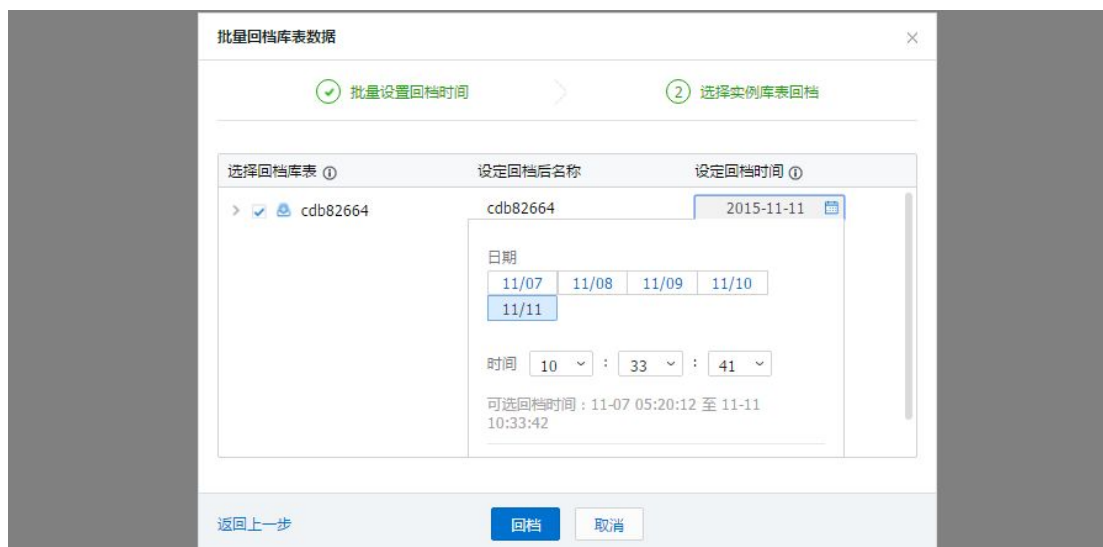 批量回档库表数据
批量设置回档时间
2 选择实例库表回档
选择回档库表 设定回档后名称 设定回档时间
cdb82664 cdb82664 2015-11-11
日期
11/07 11/08 11/09 11/10
11/11
时间 10 : 33 : 41
可选回档时间：11-07 05:20:12 至 11-11
10:33:42
返回上一步 回档 取消